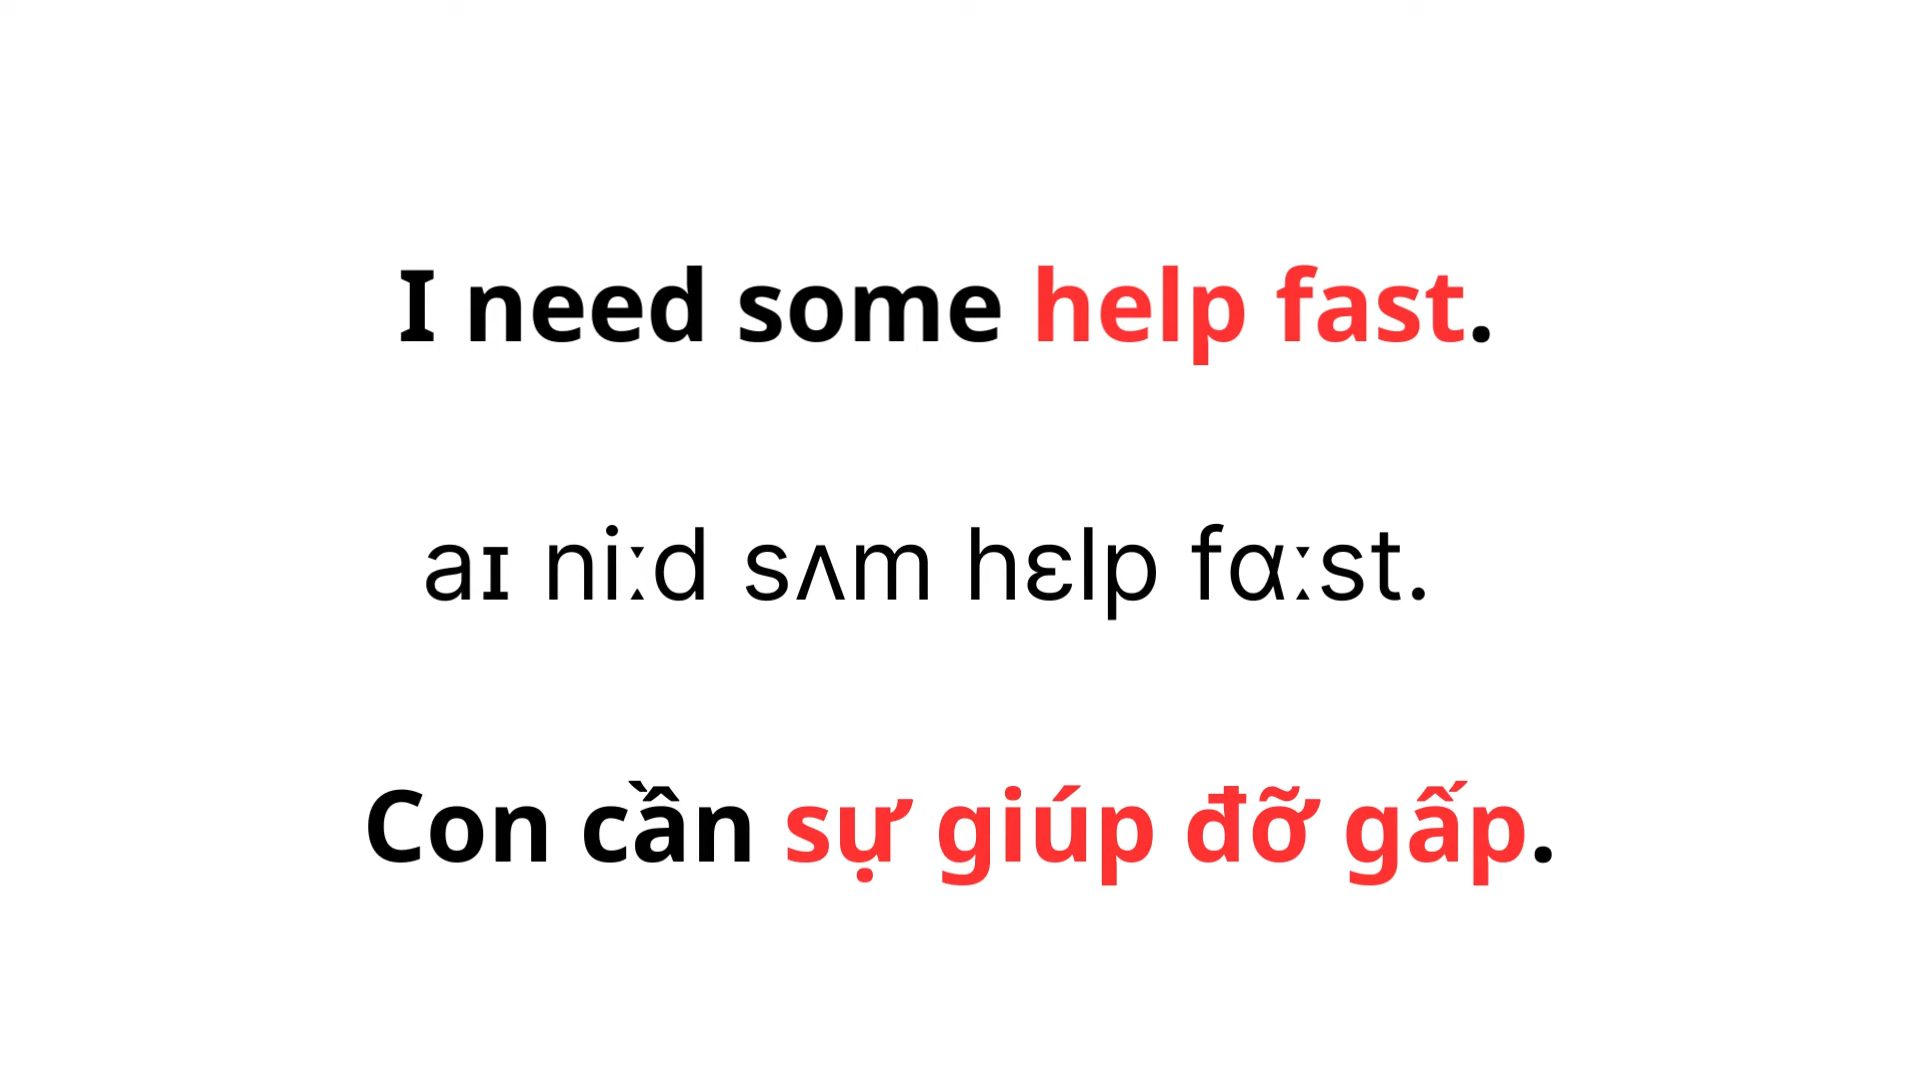 I need some help fast.
aɪ niːd sʌm hɛlp fɑːst.
Con cần sự giúp đỡ gấp.